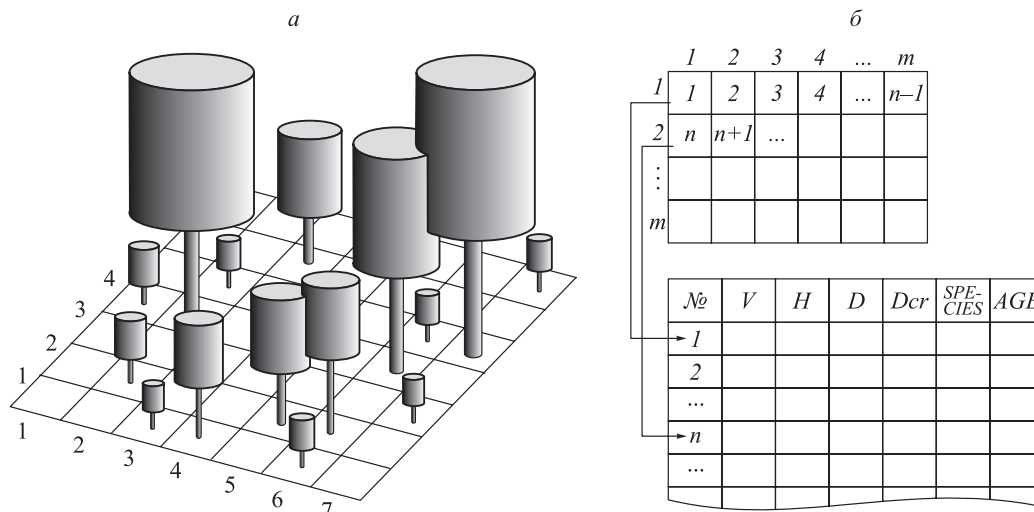 а
4
3
2
1
1
2
3
4
5
6
7
б
1 2 3 4 ... m
1 1 2 3 4 ... n–1
2 n n+1 ...
⋮
m
№ V H D Dcr SPE-
CIES AGE
1
2
...
n
...